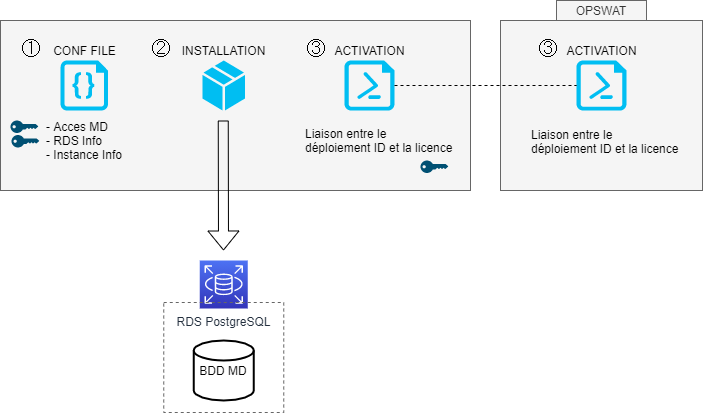 OPSWAT
① CONF FILE
② INSTALLATION
③ ACTIVATION
③ ACTIVATION
- Acces MD
- RDS Info
- Instance Info
Liaison entre le
déploiement ID et la licence
Liaison entre le
déploiement ID et la licence
RDS PostgreSQL
BDD MD